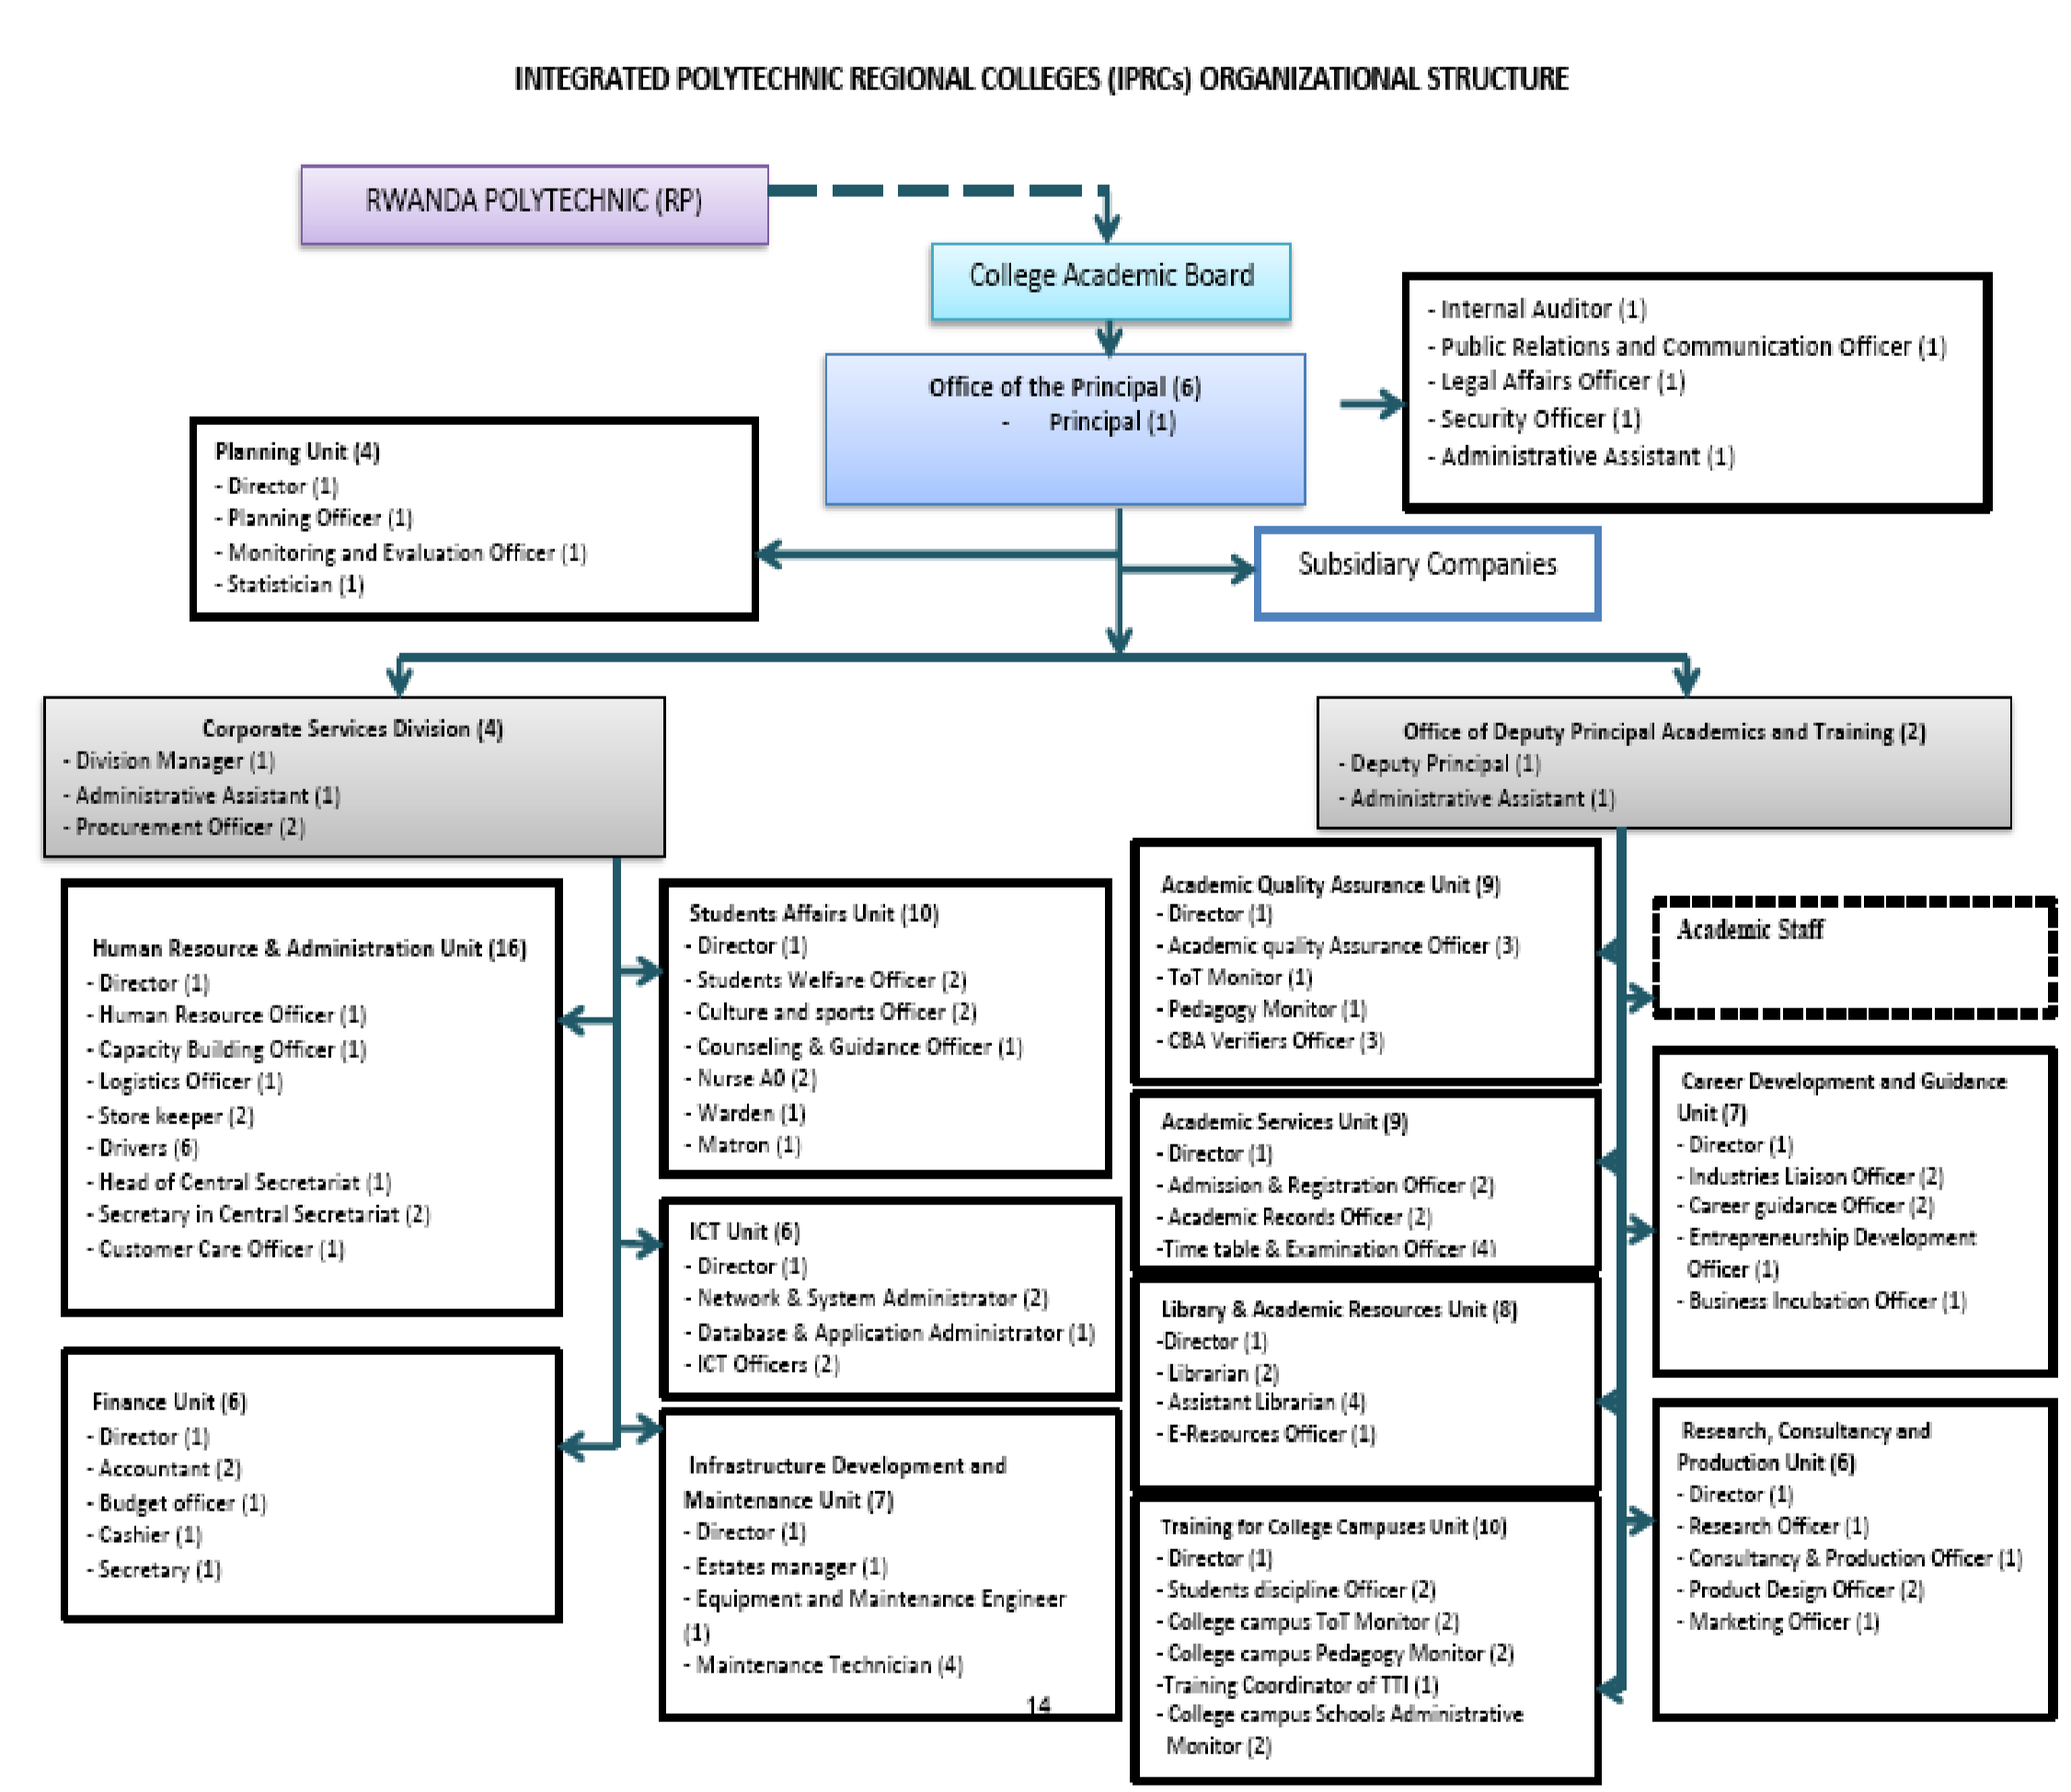 INTEGRATED POLYTECHNIC REGIONAL COLLEGES (IPRCs) ORGANIZATIONAL STRUCTURE
RWANDA POLYTECHNIC (RP)
College Academic Board
- Internal Auditor (1)
- Public Relations and Communication Officer (1)
- Legal Affairs Officer (1)
- Security Officer (1)
- Administrative Assistant (1)
Office of the Principal (6)
- Principal (1)
Planning Unit (4)
- Director (1)
- Planning Officer (1)
- Monitoring and Evaluation Officer (1)
- Statistician (1)
Subsidiary Companies
Corporate Services Division (4)
- Division Manager (1)
- Administrative Assistant (1)
- Procurement Officer (2)
Office of Deputy Principal Academics and Training (2)
- Deputy Principal (1)
- Administrative Assistant (1)
Human Resource & Administration Unit (16)
- Director (1)
- Human Resource Officer (1)
- Capacity Building Officer (1)
- Logistics Officer (1)
- Store keeper (2)
- Drivers (6)
- Head of Central Secretariat (1)
- Secretary in Central Secretariat (2)
- Customer Care Officer (1)
Finance Unit (6)
- Director (1)
- Accountant (2)
- Budget officer (1)
- Cashier (1)
- Secretary (1)
Students Affairs Unit (10)
- Director (1)
- Students Welfare Officer (2)
- Culture and sports Officer (2)
- Counseling & Guidance Officer (1)
- Nurse A0 (2)
- Warden (1)
- Matron (1)
ICT Unit (6)
- Director (1)
- Network & System Administrator (2)
- Database & Application Administrator (1)
- ICT Officers (2)
Infrastructure Development and
Maintenance Unit (7)
- Director (1)
- Estates manager (1)
- Equipment and Maintenance Engineer
(1)
- Maintenance Technician (4)
14
Academic Quality Assurance Unit (9)
- Director (1)
- Academic quality Assurance Officer (3)
- ToT Monitor (1)
- Pedagogy Monitor (1)
- CBA Verifiers Officer (3)
Academic Services Unit (9)
- Director (1)
- Admission & Registration Officer (2)
- Academic Records Officer (2)
-Time table & Examination Officer (4)
Library & Academic Resources Unit (8)
-Director (1)
- Librarian (2)
- Assistant Librarian (4)
- E-Resources Officer (1)
Training for College Campuses Unit (10)
- Director (1)
- Students discipline Officer (2)
- College campus ToT Monitor (2)
- College campus Pedagogy Monitor (2)
-Training Coordinator of TTI (1)
- College campus Schools Administrative
Monitor (2)
Academic Staff
Career Development and Guidance
Unit (7)
- Director (1)
- Industries Liaison Officer (2)
- Career guidance Officer (2)
- Entrepreneurship Development
Officer (1)
- Business Incubation Officer (1)
Research, Consultancy and
Production Unit (6)
- Director (1)
- Research Officer (1)
- Consultancy & Production Officer (1)
- Product Design Officer (2)
- Marketing Officer (1)